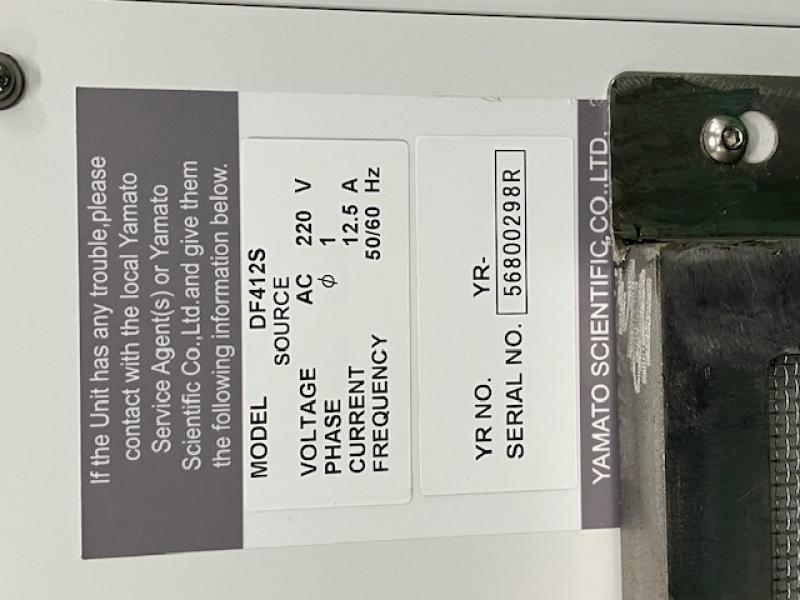 If the Unit has any trouble,please
contact with the local Yamato
Service Agent(s) or Yamato
Scientific Co.,Ltd.and give them
the following information below.
MODEL DF412S
SOURCE
VOLTAGE AC 220 V
PHASE ϕ 1
CURRENT 12.5 A
FREQUENCY 50/60 Hz
YR NO. YR-
SERIAL NO. 56800298R
YAMATO SCIENTIFIC CO.,LTD.